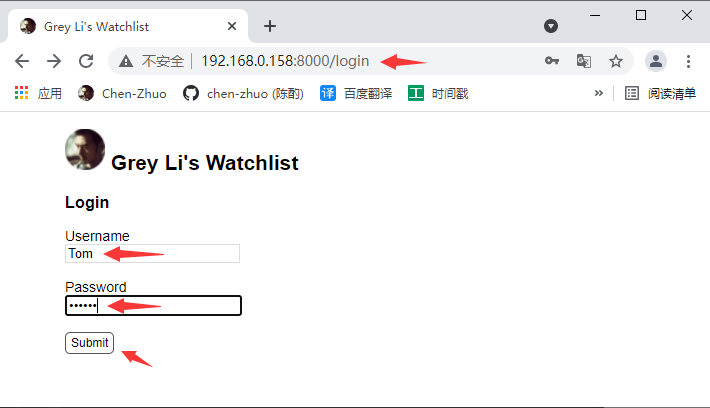 Grey Li's Watchlist
不安全 192.168.0.158:8000/login
应用 Chen-Zhuo chen-zhuo (陈酌) 译 百度翻译 工 时间戳 » 阅读清单
Grey Li's Watchlist
Login
Username
Tom
Password
••••••
Submit